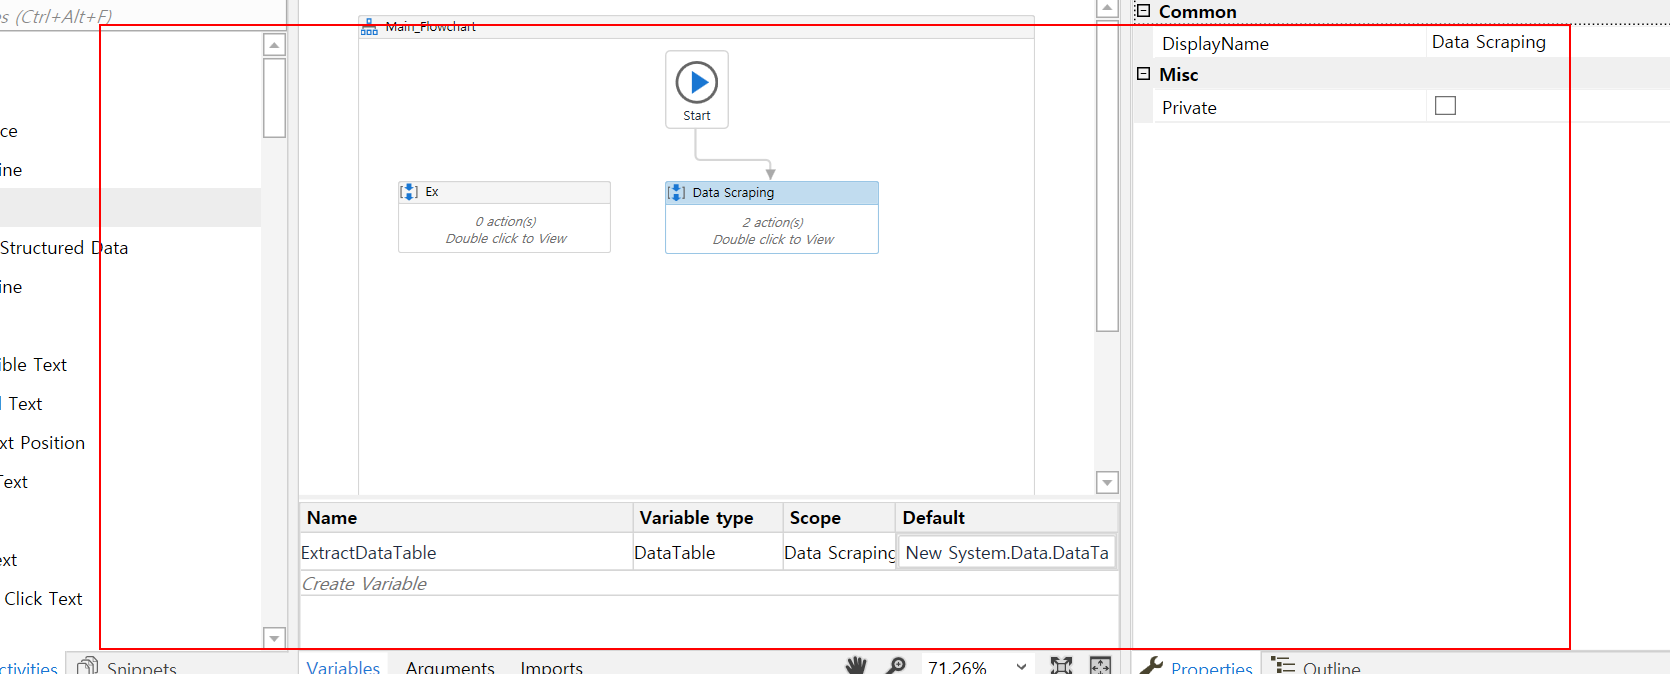 es (Ctrl+Alt+F)
ce
ine
Structured Data
ine
ible Text
Text
xt Position
Text
xt
Click Text
ctivities
Snippets
Main_Flowchart
Start
Ex
0 action(s)
Double click to View
Data Scraping
2 action(s)
Double click to View
Name Variable type Scope Default
ExtractDataTable DataTable Data Scraping New System.Data.DataTa
Create Variable
Variables Arguments Imports 71.26%
Common
DisplayName Data Scraping
Misc
Private
Properties Outline